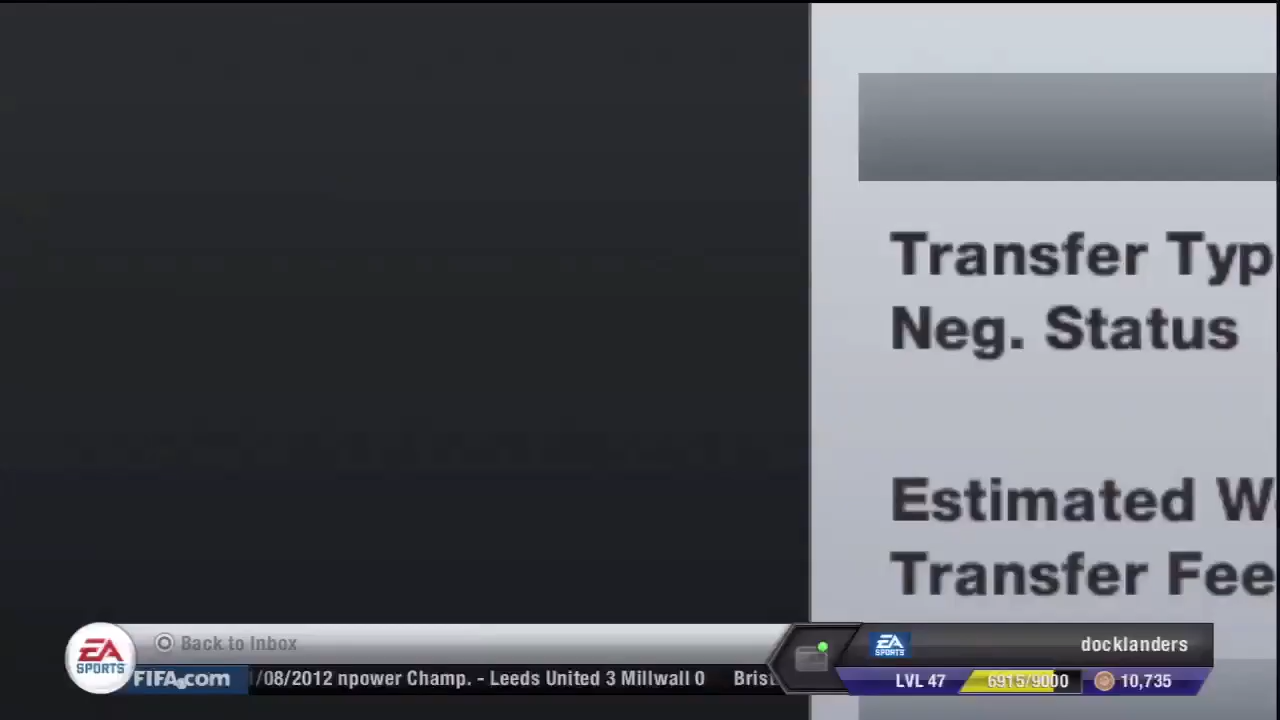 Transfer Typ
Neg. Status
Estimated W
Transfer Fee
EA SPORTS
Back to Inbox
EA SPORTS
docklanders
FIFA.com
/08/2012 npower Champ. - Leeds United 3 Millwall 0 Brist
LVL 47
6915/9000
10,735